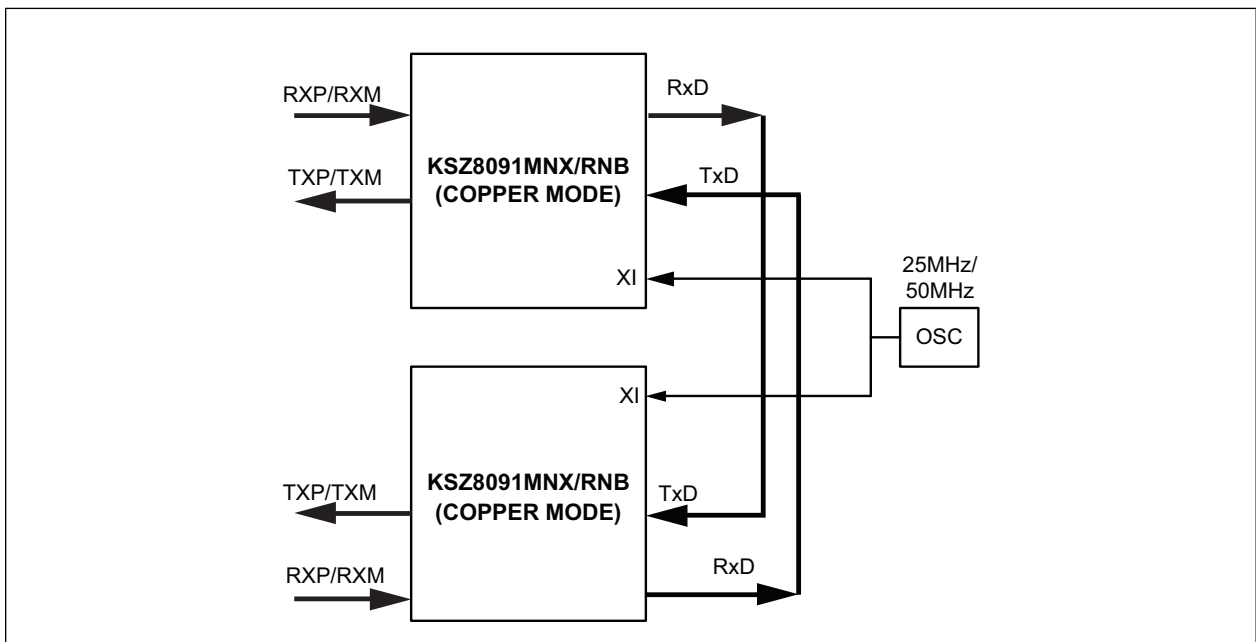 RXP/RXM
RxD
KSZ8091MNX/RNB
(COPPER MODE)
TXP/TXM
TxD
XI
25MHz/
50MHz
OSC
XI
KSZ8091MNX/RNB
(COPPER MODE)
TXP/TXM
TxD
RXP/RXM
RxD